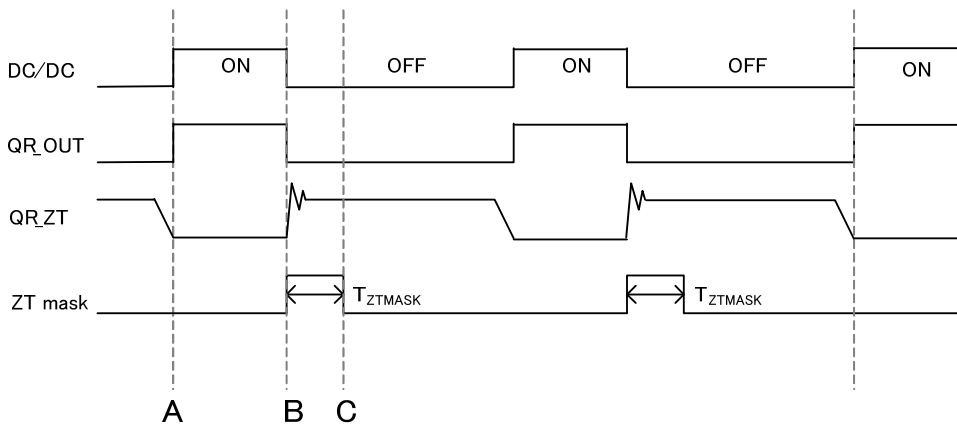 DC/DC ON OFF ON OFF ON
QR_OUT
QR_ZT
ZT mask TZTMASK TZTMASK
A B C